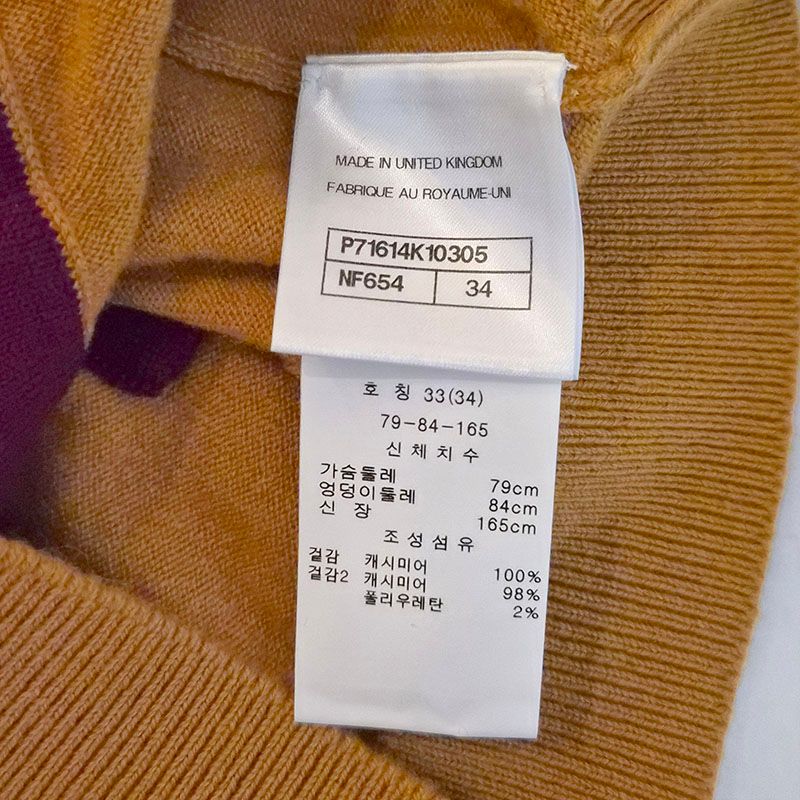 MADE IN UNITED KINGDOM
FABRIQUE AU ROYAUME-UNI
P71614K10305
NF654 34
호 칭 33(34)
79-84-165
신 체 치 수
가슴둘레 79cm
엉덩이둘레 84cm
신 장 165cm
조 성 섬 유
겉감 캐시미어 100%
겉감2 캐시미어 98%
폴리우레탄 2%